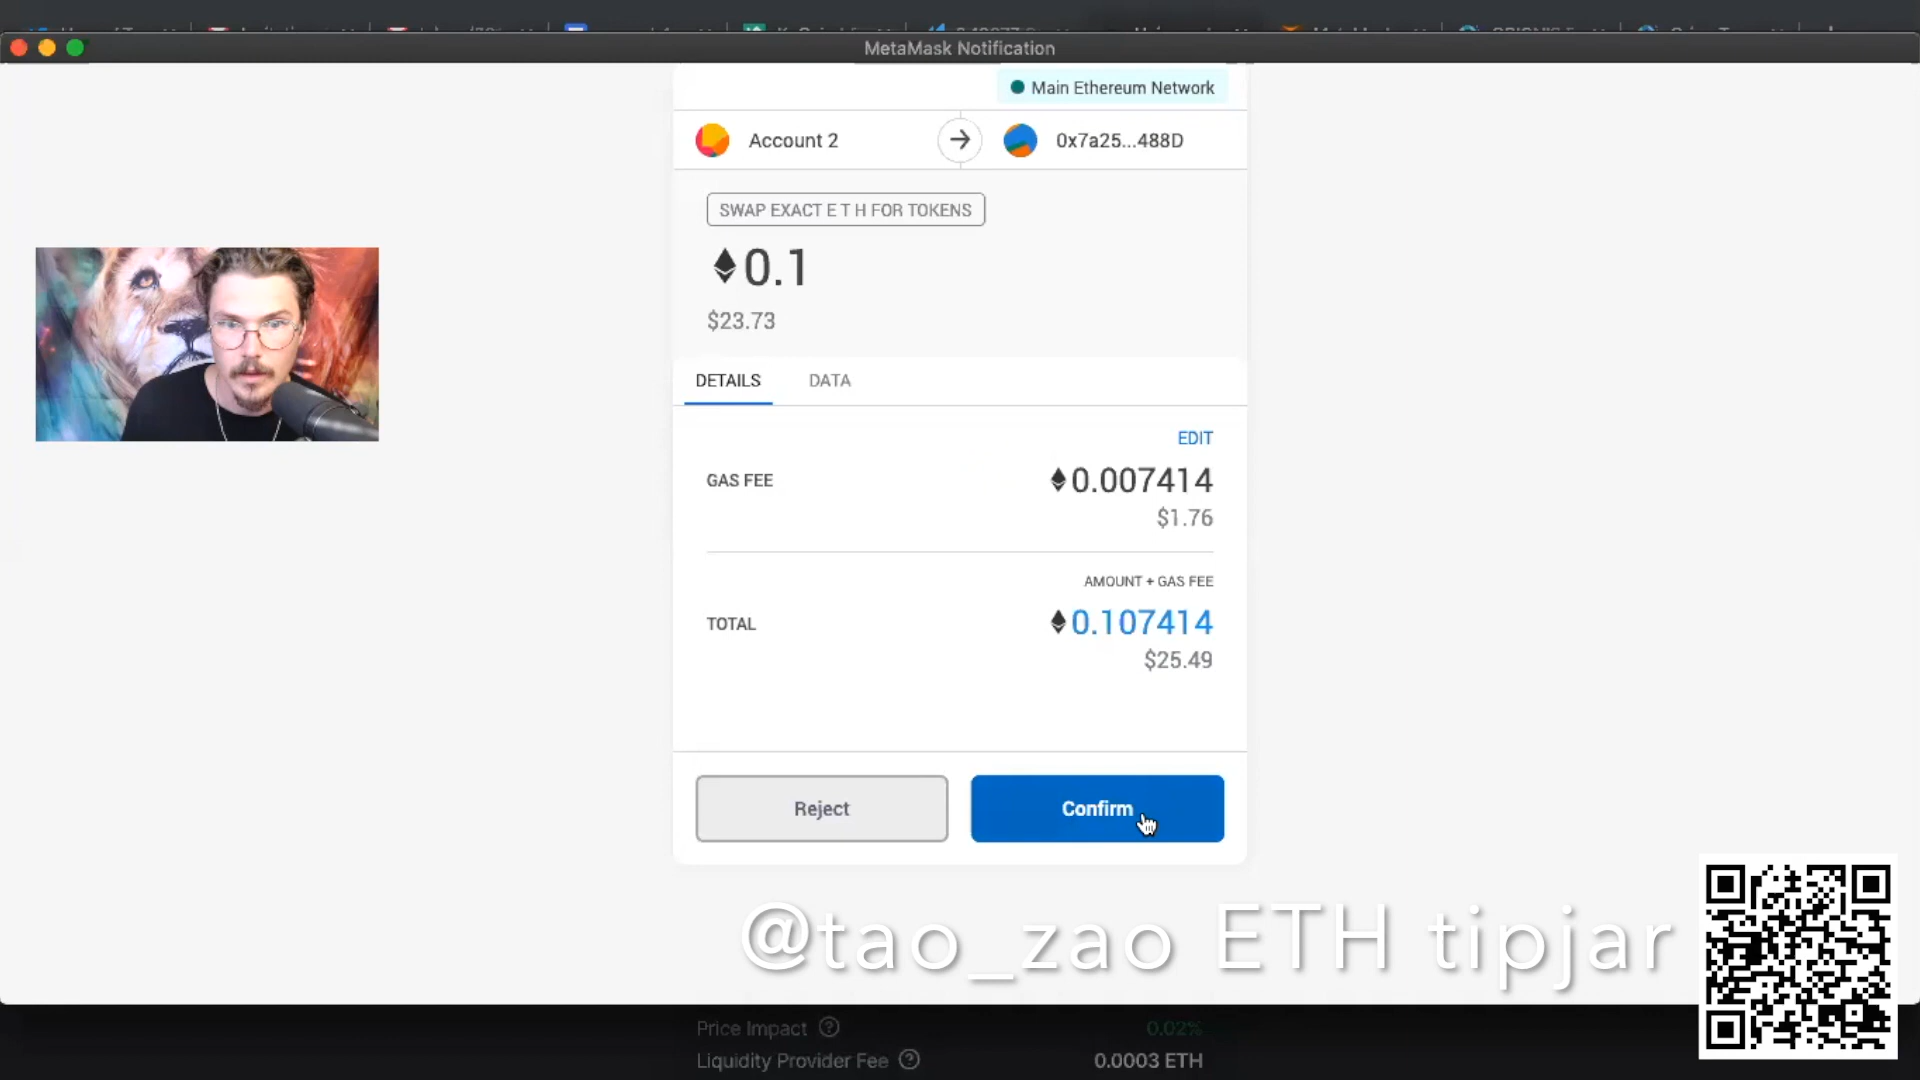 MetaMask Notification
Main Ethereum Network
Account 2
0x7a25...488D
SWAP EXACT E T H FOR TOKENS
0.1
$23.73
DETAILS
DATA
EDIT
GAS FEE
0.007414
$1.76
AMOUNT + GAS FEE
TOTAL
0.107414
$25.49
Reject
Confirm
@tao_zao ETH tipjar
Price Impact ?
0.02%
Liquidity Provider Fee ?
0.0003 ETH